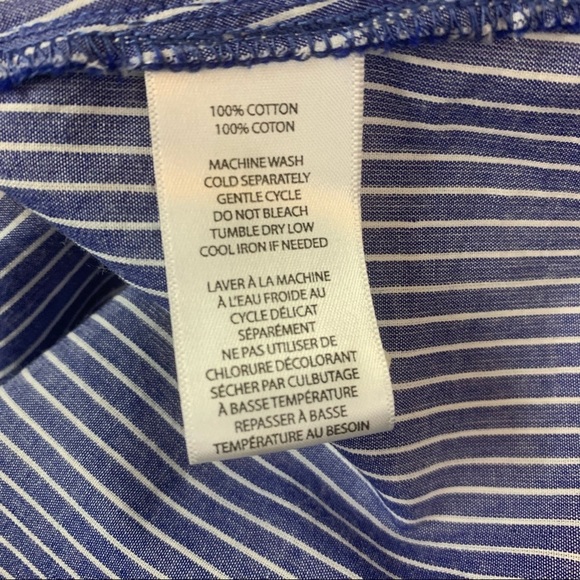 100% COTTON
100% COTON
MACHINE WASH
COLD SEPARATELY
GENTLE CYCLE
DO NOT BLEACH
TUMBLE DRY LOW
COOL IRON IF NEEDED
LAVER À LA MACHINE
À L'EAU FROIDE AU
CYCLE DÉLICAT
SÉPARÉMENT
NE PAS UTILISER DE
CHLORURE DÉCOLORANT
SÉCHER PAR CULBUTAGE
À BASSE TEMPÉRATURE
REPASSER À BASSE
TEMPÉRATURE AU BESOIN